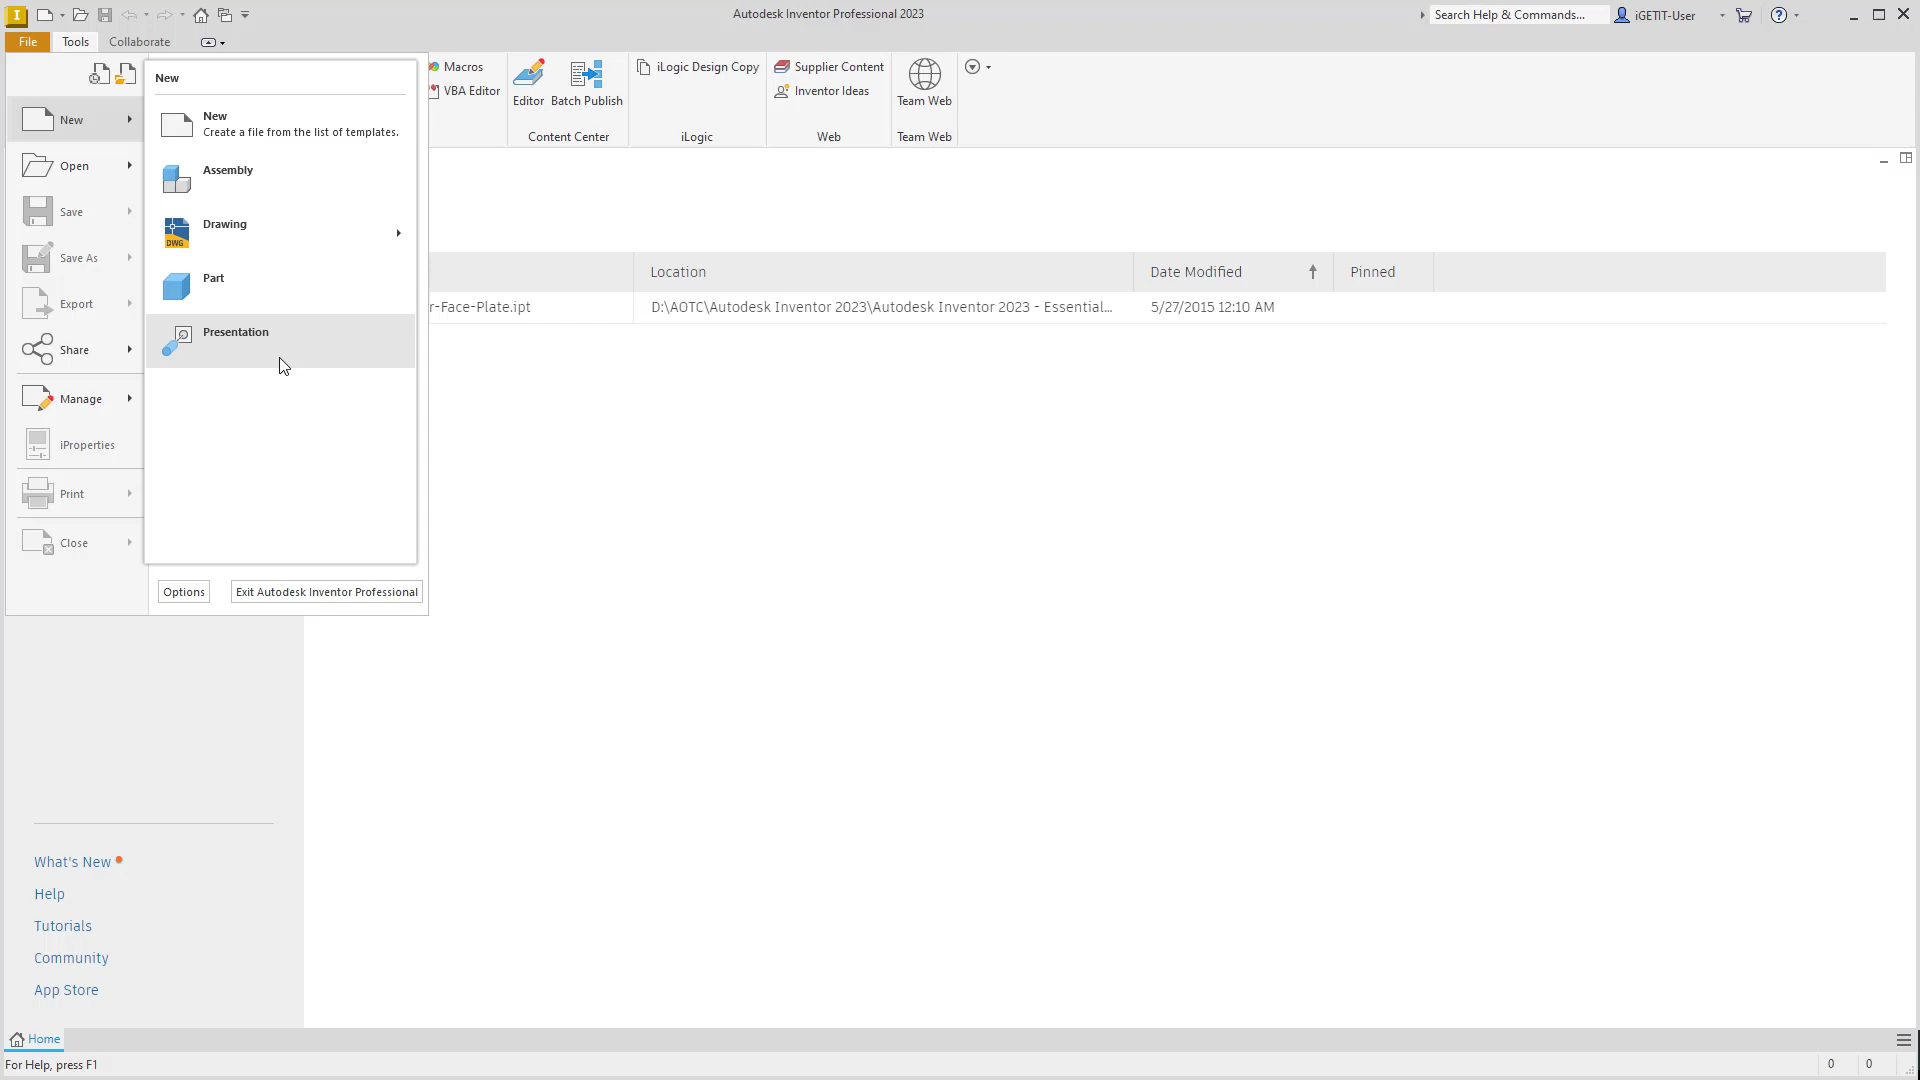 Autodesk Inventor Professional 2023
Search Help & Commands...
iGETIT-User
File
Tools
Collaborate
New
Macros
VBA Editor
Editor
Batch Publish
Content Center
iLogic Design Copy
iLogic
Supplier Content
Inventor Ideas
Web
Team Web
Team Web
New
Open
Save
Save As
Export
Share
Manage
iProperties
Print
Close
New
Create a file from the list of templates.
Assembly
Drawing
DWG
Part
Presentation
Options
Exit Autodesk Inventor Professional
Location
Date Modified
Pinned
r-Face-Plate.ipt
D:\AOTC\Autodesk Inventor 2023\Autodesk Inventor 2023 - Essential...
5/27/2015 12:10 AM
What's New
Help
Tutorials
Community
App Store
Home
For Help, press F1
0
0